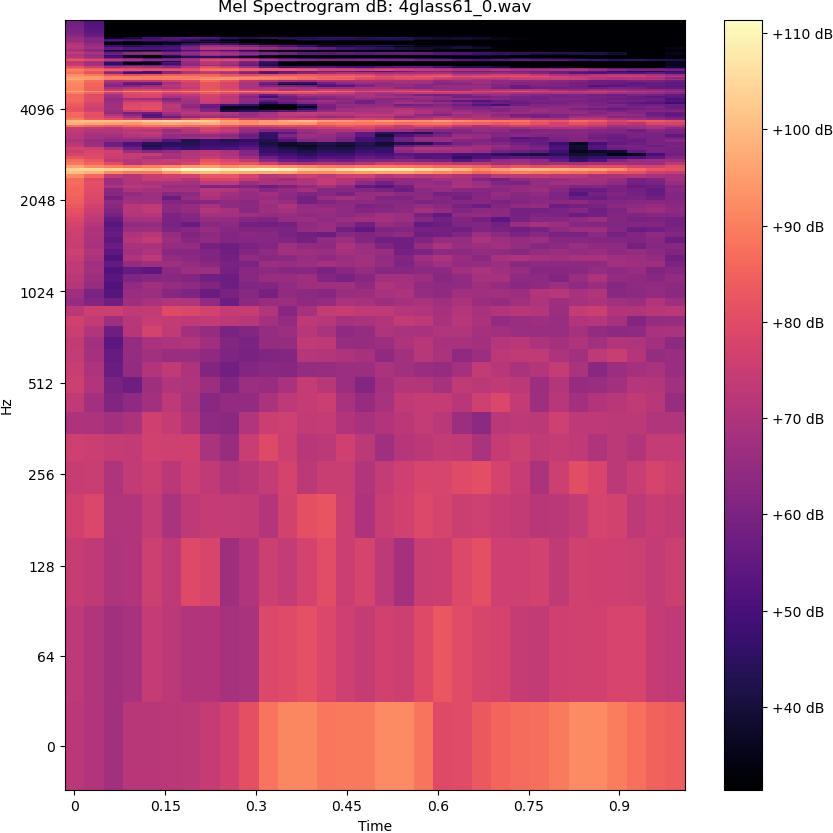 Mel Spectrogram dB: 4glass61_0.wav
+110 dB
+100 dB
+90 dB
+80 dB
+70 dB
+60 dB
+50 dB
+40 dB
4096
2048
1024
512
256
128
64
0
Hz
0 0.15 0.3 0.45 0.6 0.75 0.9
Time